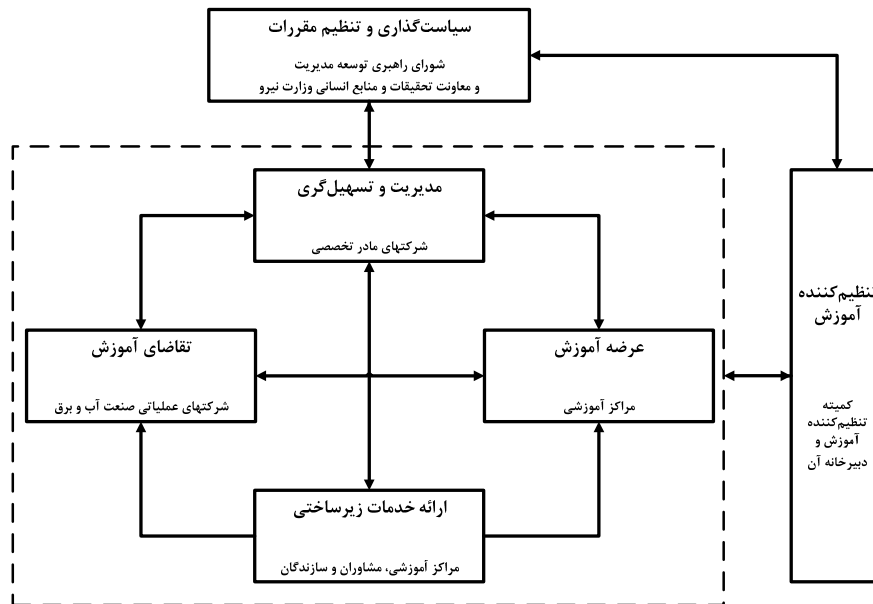 سیاست‌گذاری و تنظیم مقررات
شورای راهبری توسعه مدیریت
و معاونت تحقیقات و منابع انسانی وزارت نیرو
مدیریت و تسهیل‌گری
شرکتهای مادر تخصصی
تقاضای آموزش
شرکتهای عملیاتی صنعت آب و برق
عرضه آموزش
مراکز آموزشی
ارائه خدمات زیرساختی
مراکز آموزشی، مشاوران و سازندگان
تنظیم‌کننده
آموزش
کمیته
تنظیم‌کننده
آموزش و
دبیرخانه آن